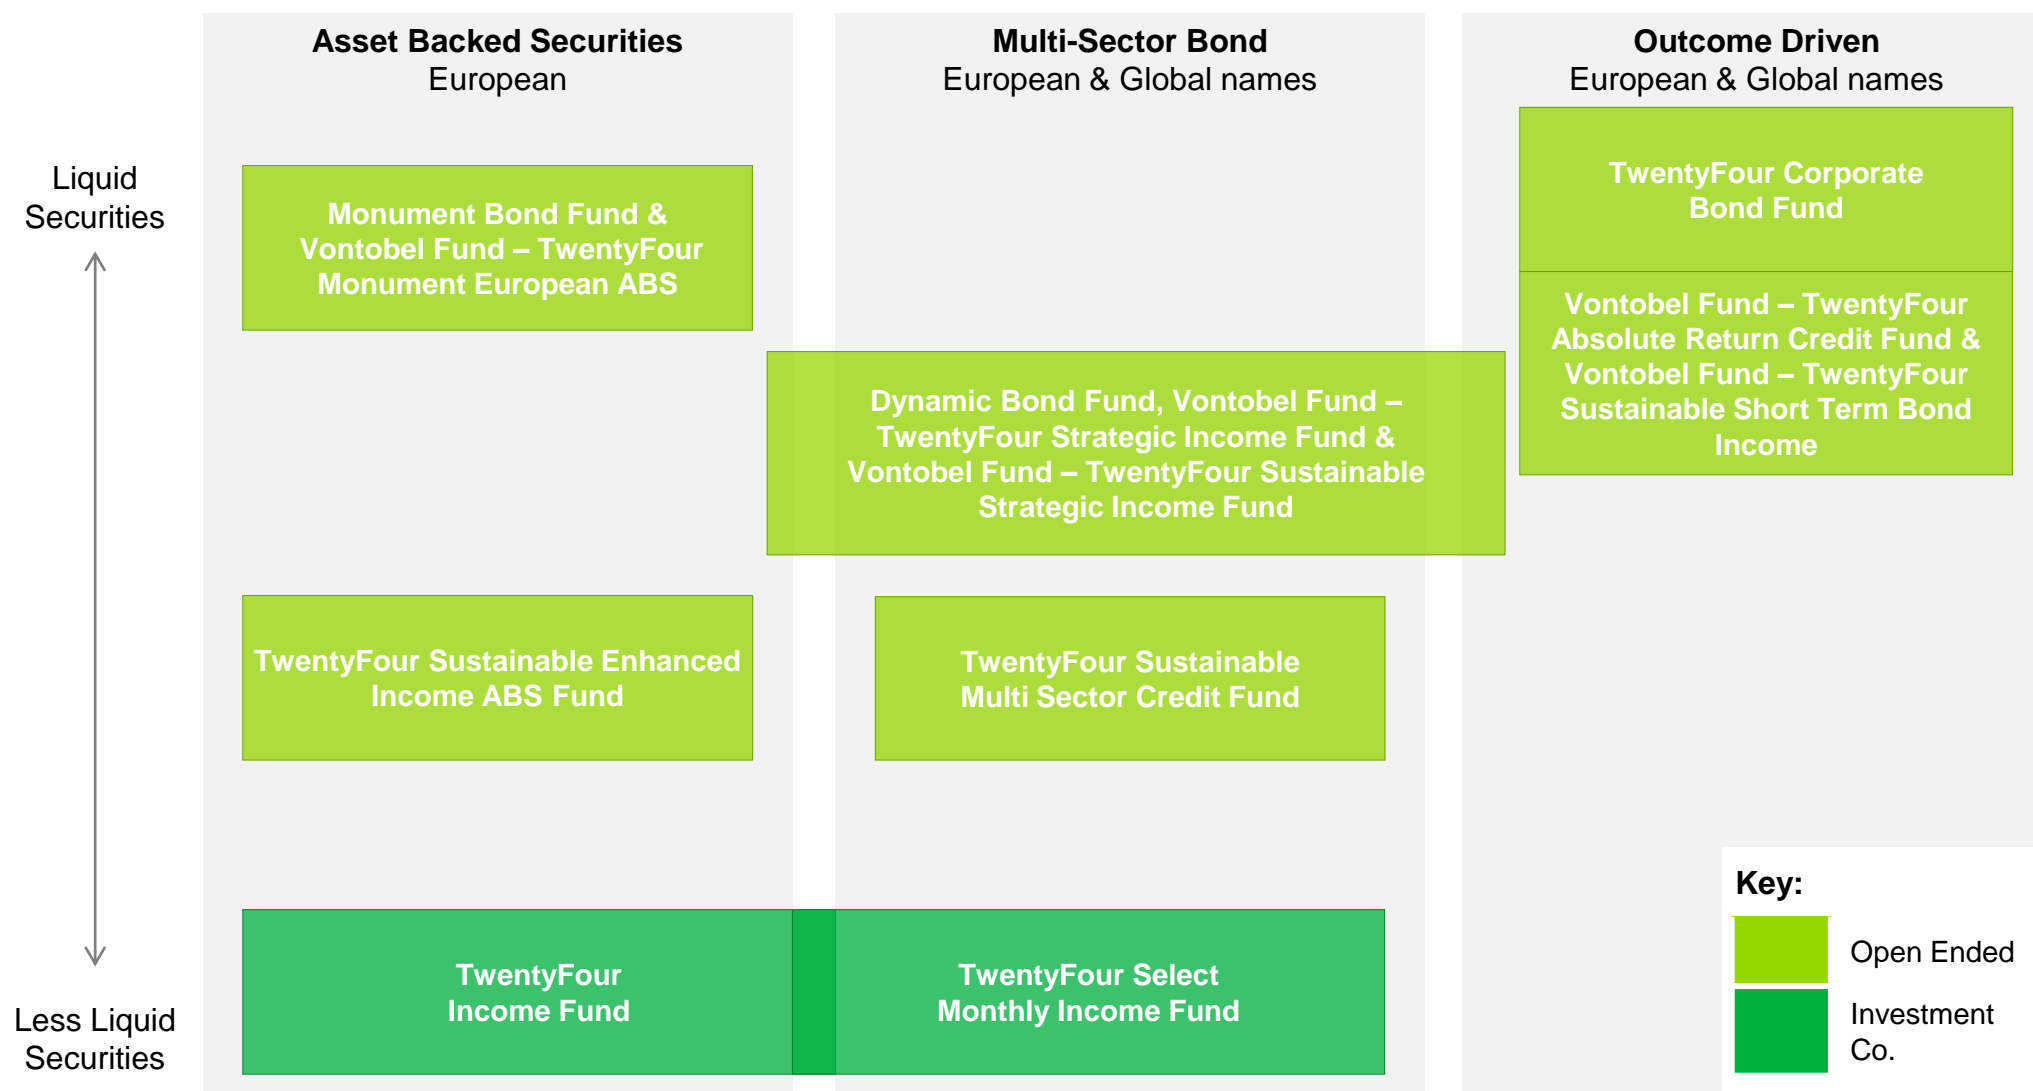 Asset Backed Securities
European
Multi-Sector Bond
European & Global names
Outcome Driven
European & Global names
Liquid
Securities
Less Liquid
Securities
Monument Bond Fund &
Vontobel Fund – TwentyFour
Monument European ABS
TwentyFour Corporate
Bond Fund
Vontobel Fund – TwentyFour
Absolute Return Credit Fund &
Vontobel Fund – TwentyFour
Sustainable Short Term Bond
Income
Dynamic Bond Fund, Vontobel Fund –
TwentyFour Strategic Income Fund &
Vontobel Fund – TwentyFour Sustainable
Strategic Income Fund
TwentyFour Sustainable Enhanced
Income ABS Fund
TwentyFour Sustainable
Multi Sector Credit Fund
TwentyFour
Income Fund
TwentyFour Select
Monthly Income Fund
Key:
Open Ended
Investment
Co.